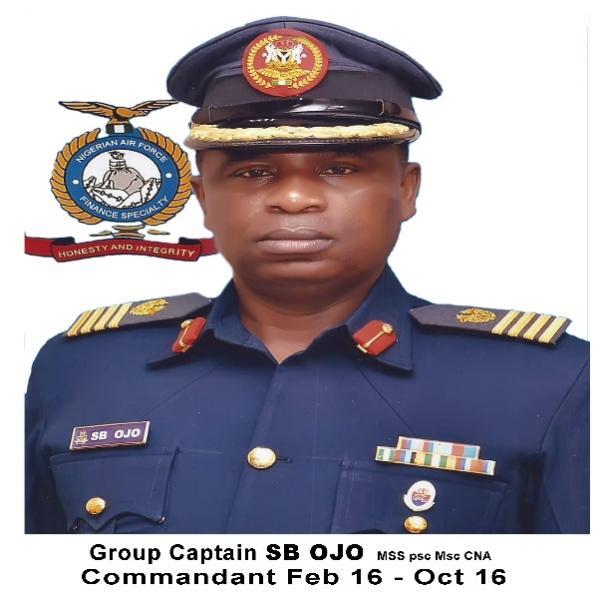 NIGERIAN AIR FORCE
FINANCE SPECIALTY
HONESTY AND INTEGRITY
SB OJO
Group Captain SB OJO MSS psc Msc CNA
Commandant Feb 16 - Oct 16